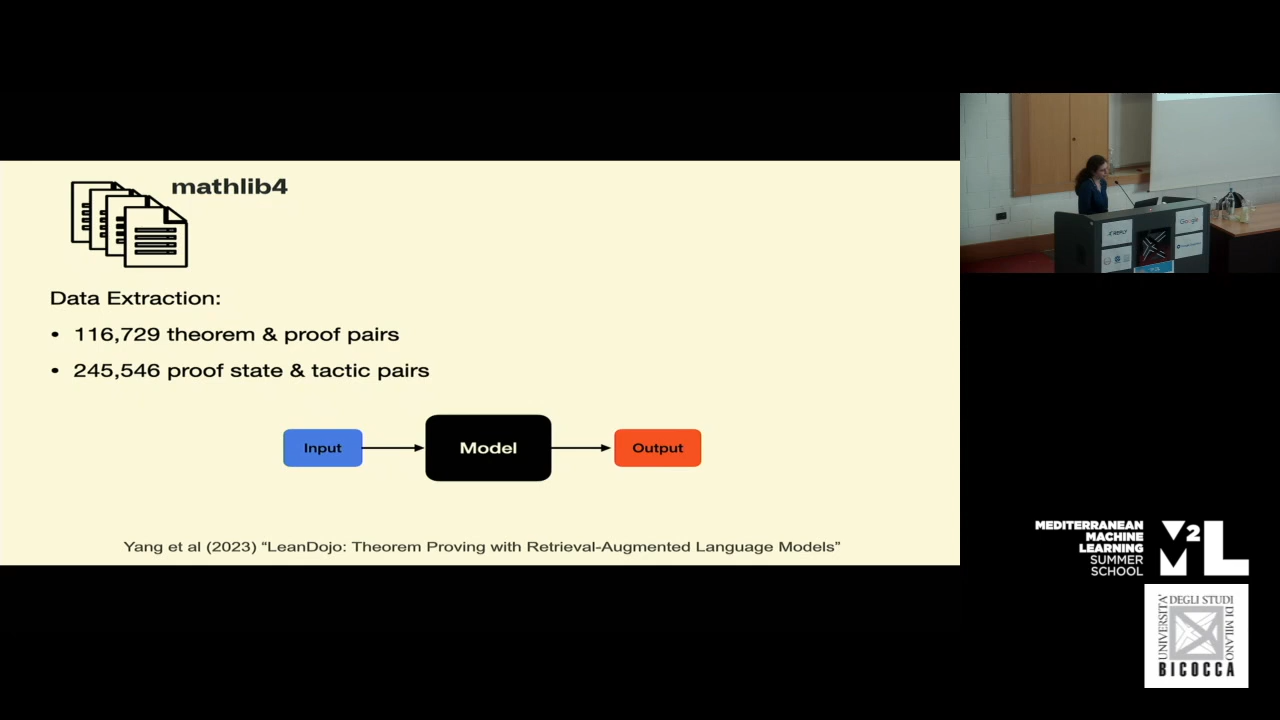 mathlib4
Data Extraction:
• 116,729 theorem & proof pairs
• 245,546 proof state & tactic pairs
Input
Model
Output
Yang et al (2023) “LeanDojo: Theorem Proving with Retrieval-Augmented Language Models”
Google
MEDITERRANEAN
MACHINE
LEARNING
SUMMER
SCHOOL
M2L
UNIVERSITA'
DEGLI STUDI
DI MILANO
BICOCCA